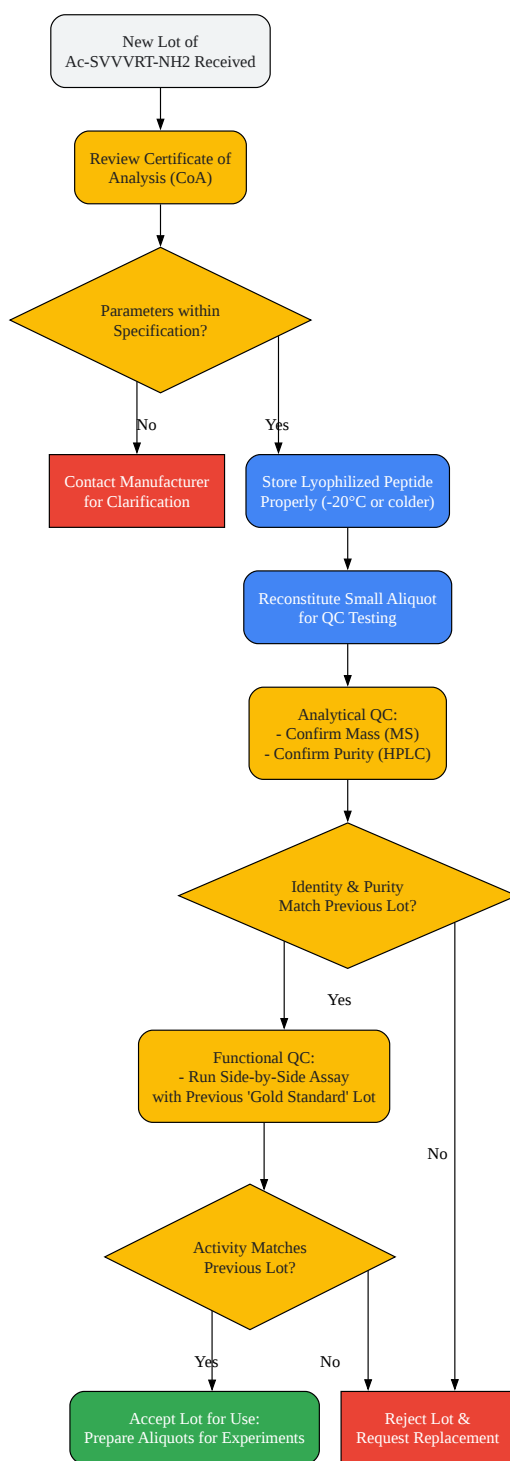 New Lot of
Ac-SVVVRT-NH2 Received
Review Certificate of
Analysis (CoA)
Parameters within
Specification?
No
Yes
Contact Manufacturer
for Clarification
Store Lyophilized Peptide
Properly (-20°C or colder)
Reconstitute Small Aliquot
for QC Testing
Analytical QC:
- Confirm Mass (MS)
- Confirm Purity (HPLC)
Identity & Purity
Match Previous Lot?
Yes
Functional QC:
- Run Side-by-Side Assay
with Previous 'Gold Standard' Lot
No
Activity Matches
Previous Lot?
Yes
No
Accept Lot for Use:
Prepare Aliquots for Experiments
Reject Lot &
Request Replacement